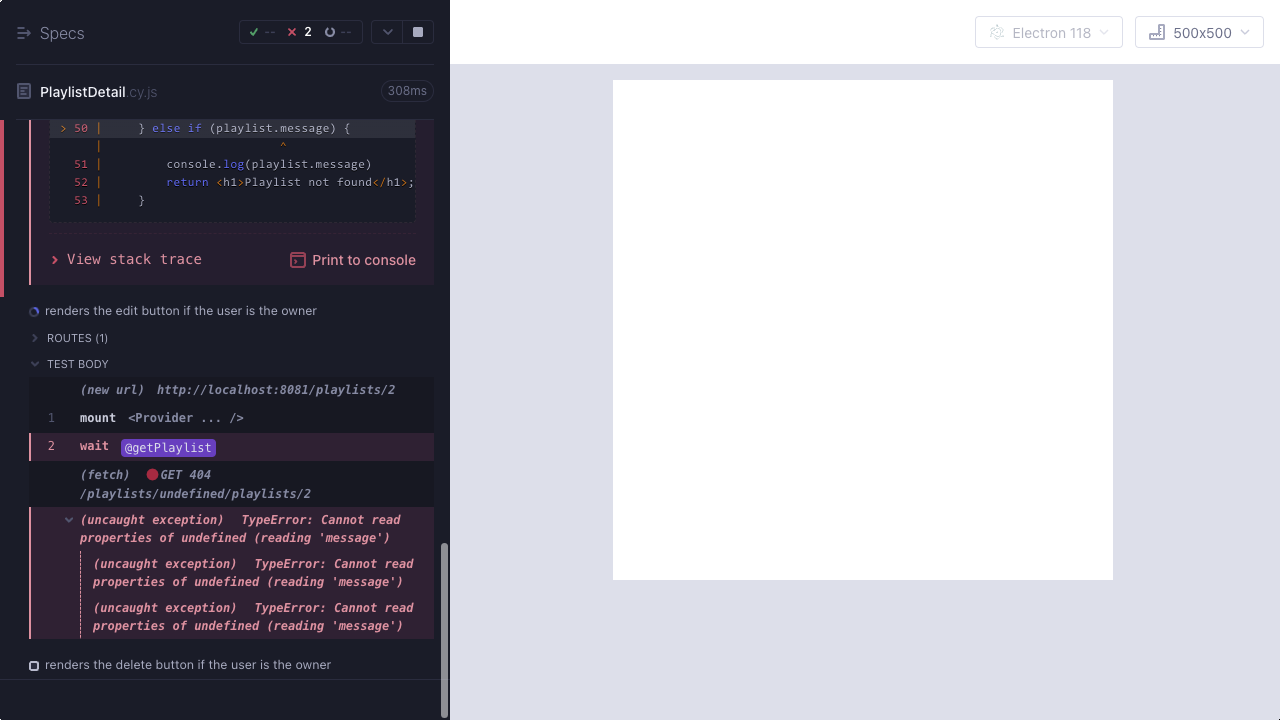 Specs
--
2
--
Electron 118
500x500
PlaylistDetail.cy.js
308ms
> 50 |     } else if (playlist.message) {
|                         ^
51 |         console.log(playlist.message)
52 |         return <h1>Playlist not found</h1>;
53 |     }
View stack trace
Print to console
renders the edit button if the user is the owner
ROUTES (1)
TEST BODY
(new url) http://localhost:8081/playlists/2
1 mount <Provider ... />
2 wait @getPlaylist
(fetch) GET 404
/playlists/undefined/playlists/2
(uncaught exception) TypeError: Cannot read
properties of undefined (reading 'message')
(uncaught exception) TypeError: Cannot read
properties of undefined (reading 'message')
(uncaught exception) TypeError: Cannot read
properties of undefined (reading 'message')
renders the delete button if the user is the owner